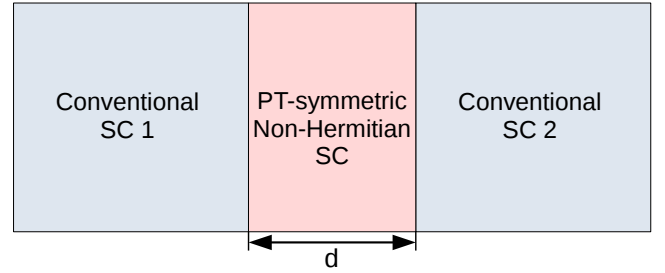 Conventional
SC 1
PT-symmetric
Non-Hermitian
SC
Conventional
SC 2
d